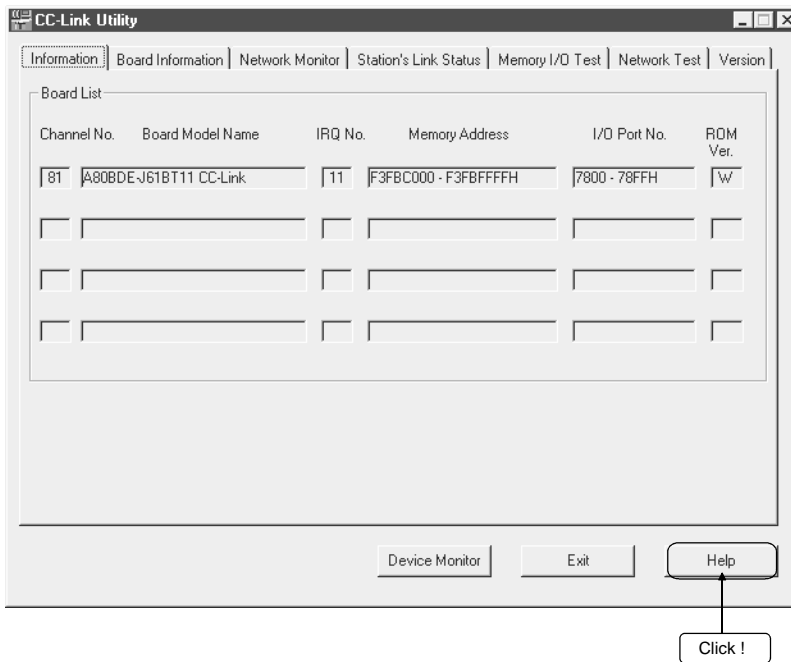 CC-Link Utility
Information Board Information Network Monitor Station's Link Status Memory I/O Test Network Test Version
Board List
Channel No. Board Model Name IRQ No. Memory Address I/O Port No. ROM Ver.
81 A80BDE-J61BT11 CC-Link 11 F3FBC000 - F3FBFFFFH 7800 - 78FFH W
Device Monitor Exit Help
Click !